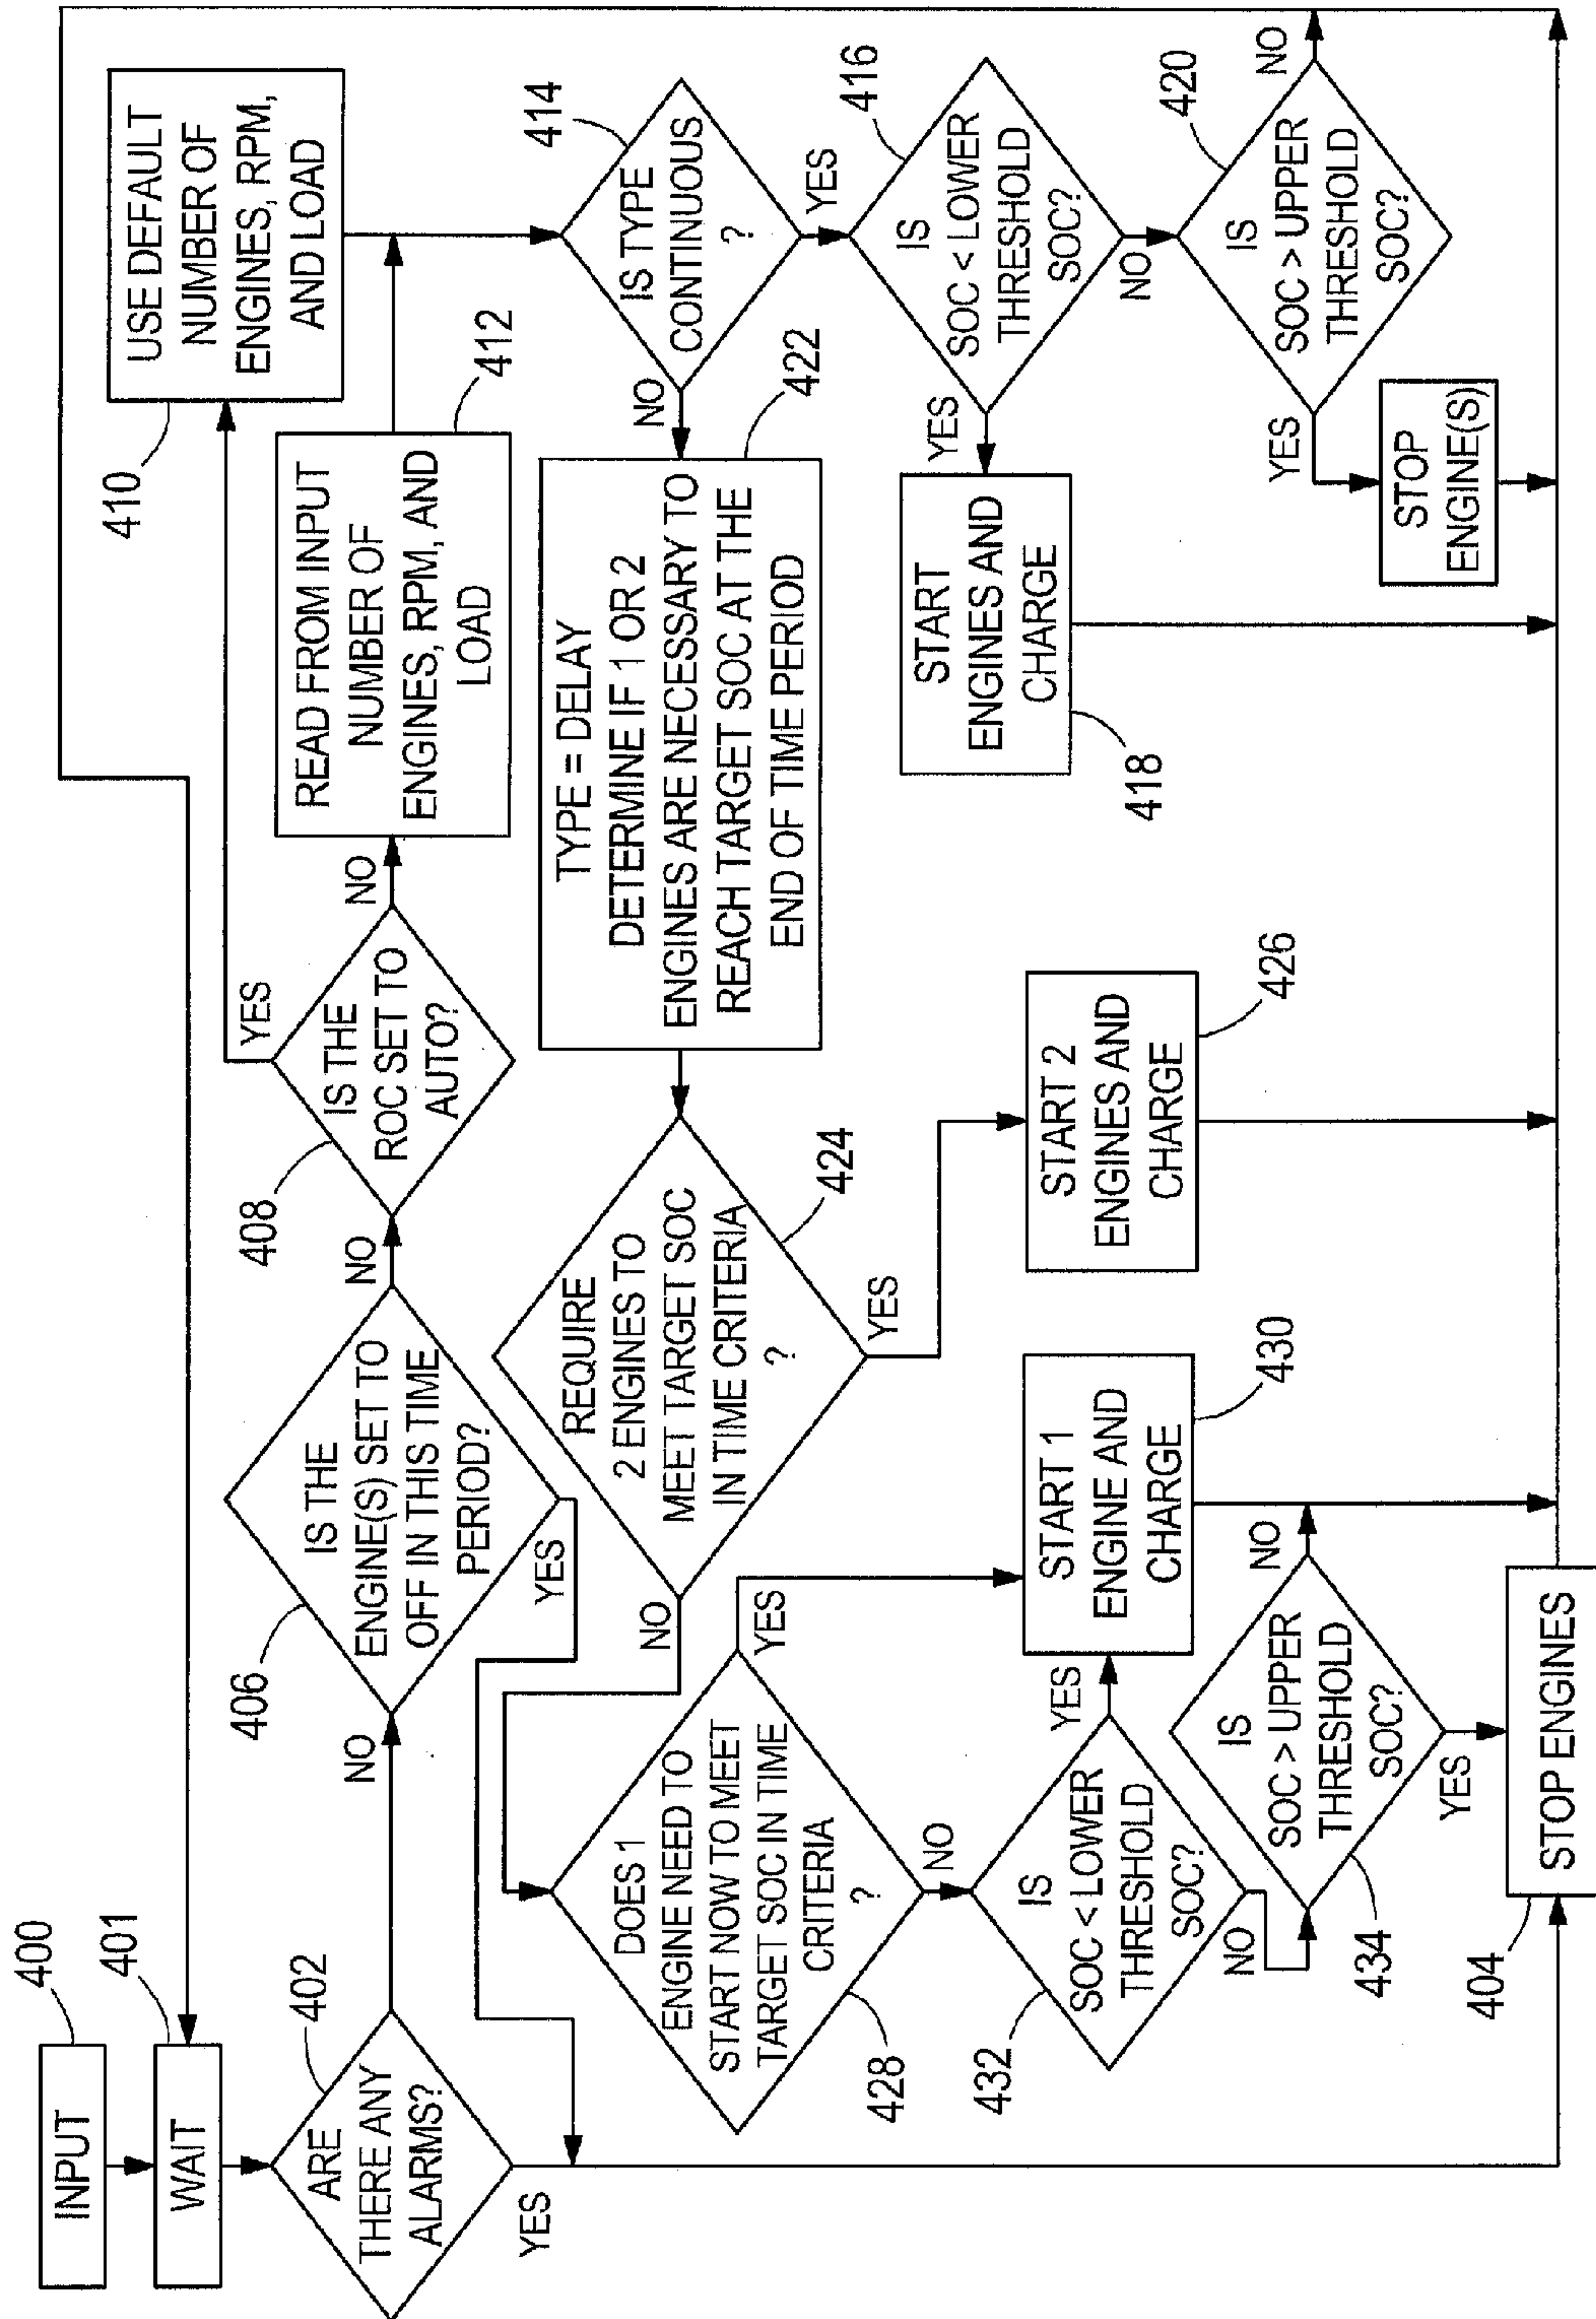 400
INPUT
401
WAIT
402
ARE
THERE ANY
ALARMS?
YES
NO
406
IS THE
ENGINE(S) SET TO
OFF IN THIS TIME
PERIOD?
YES
NO
408
IS THE
ROC SET TO
AUTO?
YES
NO
410
USE DEFAULT
NUMBER OF
ENGINES, RPM,
AND LOAD
READ FROM INPUT
NUMBER OF
ENGINES, RPM, AND
LOAD
412
414
IS TYPE
CONTINUOUS
?
NO
YES
416
IS
SOC < LOWER
THRESHOLD
SOC?
YES
NO
START
ENGINES AND
CHARGE
418
420
IS
SOC > UPPER
THRESHOLD
SOC?
NO
YES
STOP
ENGINE(S)
422
TYPE = DELAY
DETERMINE IF 1 OR 2
ENGINES ARE NECESSARY TO
REACH TARGET SOC AT THE
END OF TIME PERIOD
REQUIRE
2 ENGINES TO
MEET TARGET SOC
IN TIME CRITERIA
?
424
NO
YES
START 2
ENGINES AND
CHARGE
426
DOES 1
ENGINE NEED TO
START NOW TO MEET
TARGET SOC IN TIME
CRITERIA
?
428
YES
NO
START 1
ENGINE AND
CHARGE
430
IS
SOC < LOWER
THRESHOLD
SOC?
432
YES
NO
IS
SOC > UPPER
THRESHOLD
SOC?
434
NO
YES
STOP ENGINES
404